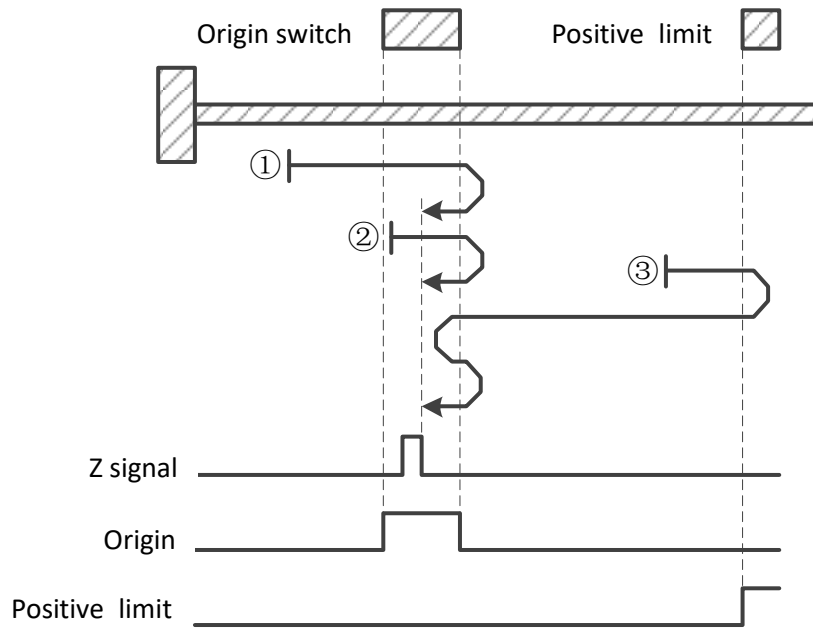 Origin switch
Positive limit
①
②
③
Z signal
Origin
Positive limit